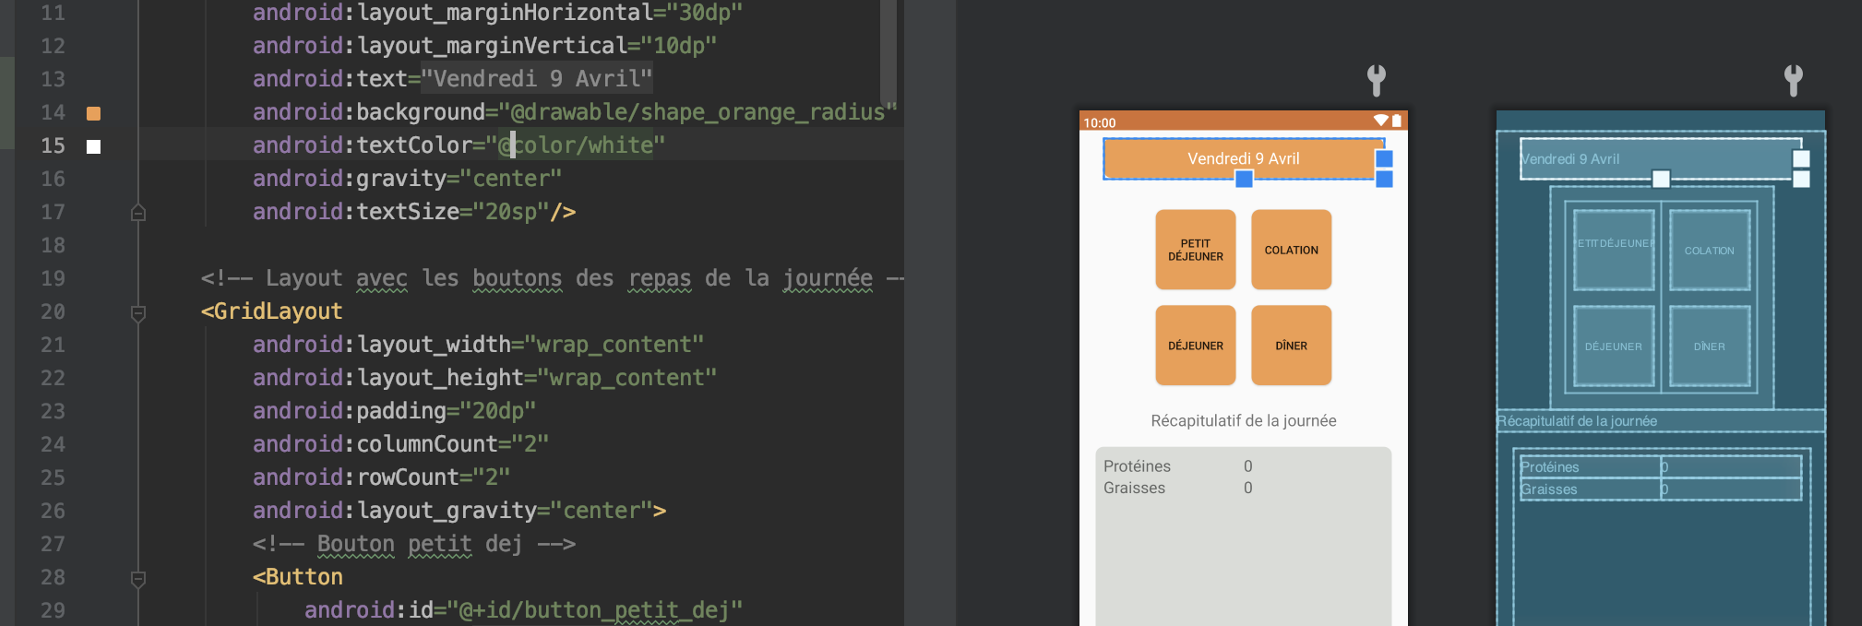 11 android:layout_marginHorizontal="30dp"
12 android:layout_marginVertical="10dp"
13 android:text="Vendredi 9 Avril"
14 android:background="@drawable/shape_orange_radius"
15 android:textColor="@color/white"
16 android:gravity="center"
17 android:textSize="20sp"/>
18
19 <!-- Layout avec les boutons des repas de la journée --
20 <GridLayout
21 android:layout_width="wrap_content"
22 android:layout_height="wrap_content"
23 android:padding="20dp"
24 android:columnCount="2"
25 android:rowCount="2"
26 android:layout_gravity="center">
27 <!-- Bouton petit dej -->
28 <Button
29 android:id="@+id/button_petit_dej"
10:00
Vendredi 9 Avril
PETIT
DÉJEUNER
COLATION
DÉJEUNER
DÎNER
Récapitulatif de la journée
Protéines 0
Graisses 0
Vendredi 9 Avril
ETIT DÉJEUNER
COLATION
DÉJEUNER
DÎNER
Récapitulatif de la journée
Protéines 0
Graisses 0